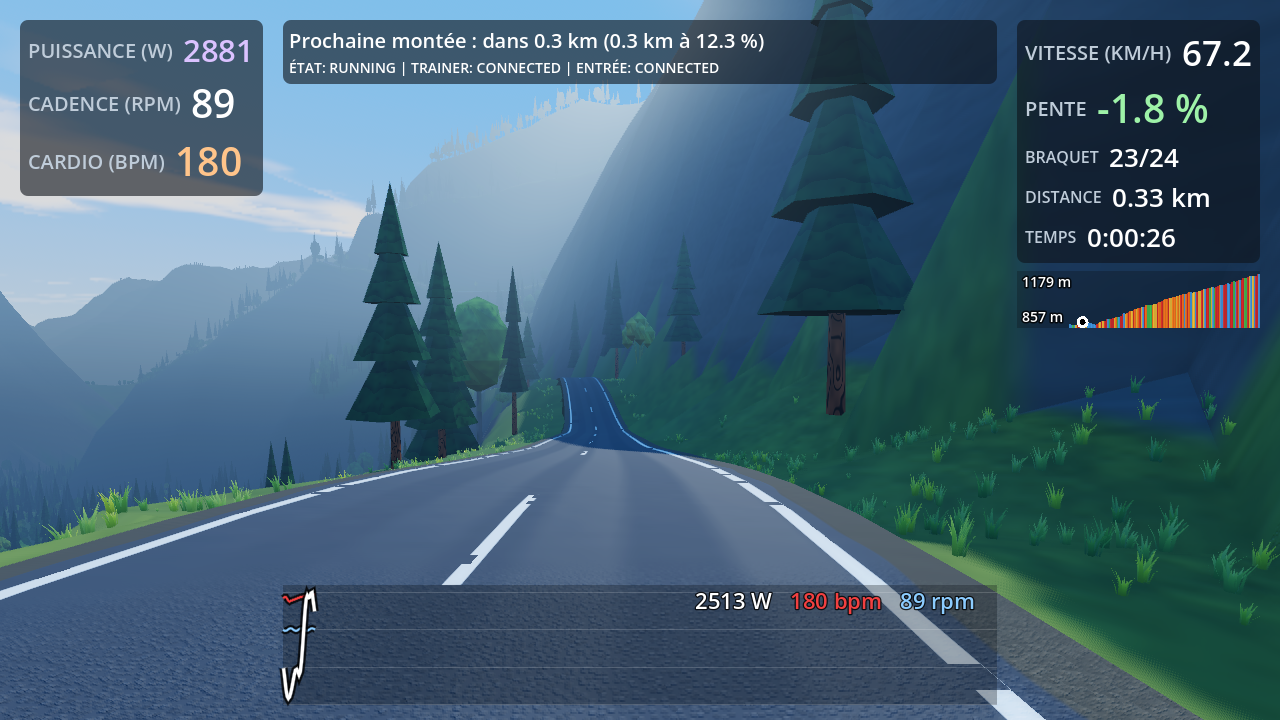 PUISSANCE (W) 2881
CADENCE (RPM) 89
CARDIO (BPM) 180
Prochaine montée : dans 0.3 km (0.3 km à 12.3 %)
ÉTAT: RUNNING | TRAINER: CONNECTED | ENTRÉE: CONNECTED
VITESSE (KM/H) 67.2
PENTE -1.8 %
BRAQUET 23/24
DISTANCE 0.33 km
TEMPS 0:00:26
1179 m
857 m
2513 W 180 bpm 89 rpm